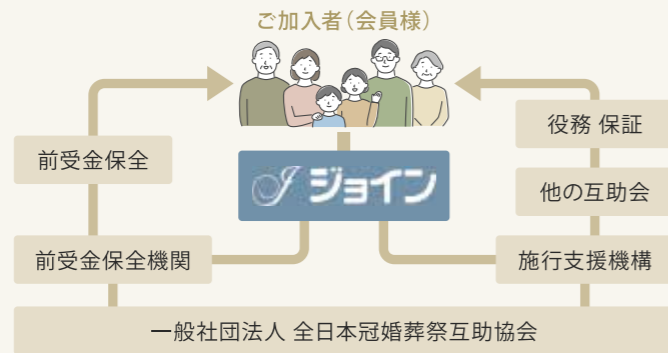 ご加入者(会員様)
役務 保証
前受金保全
ジョイン
他の互助会
前受金保全機関
施行支援機構
一般社団法人 全日本冠婚葬祭互助協会